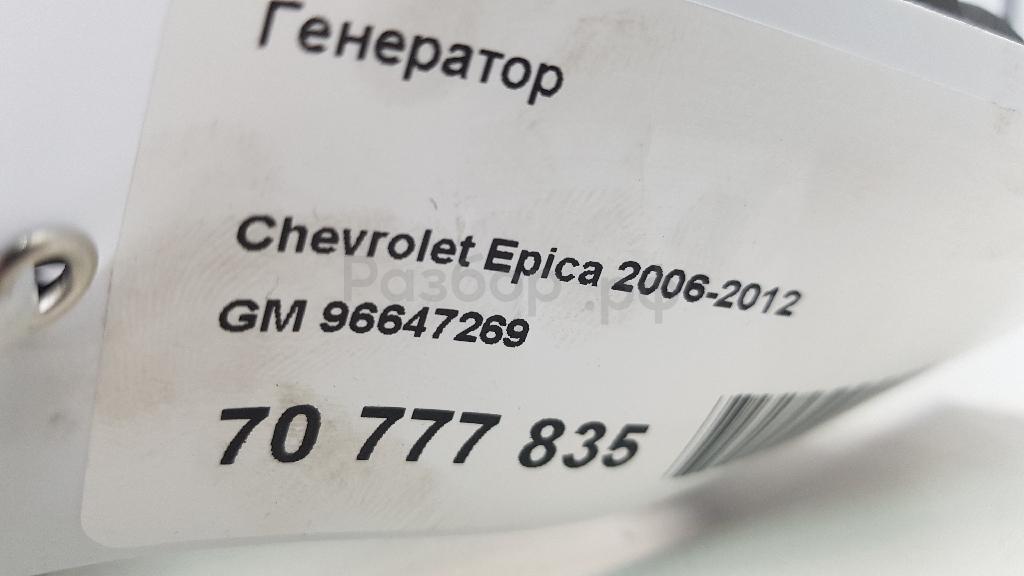 Генератор
Chevrolet Epica 2006-2012
Разбор.рф
GM 96647269
70 777 835